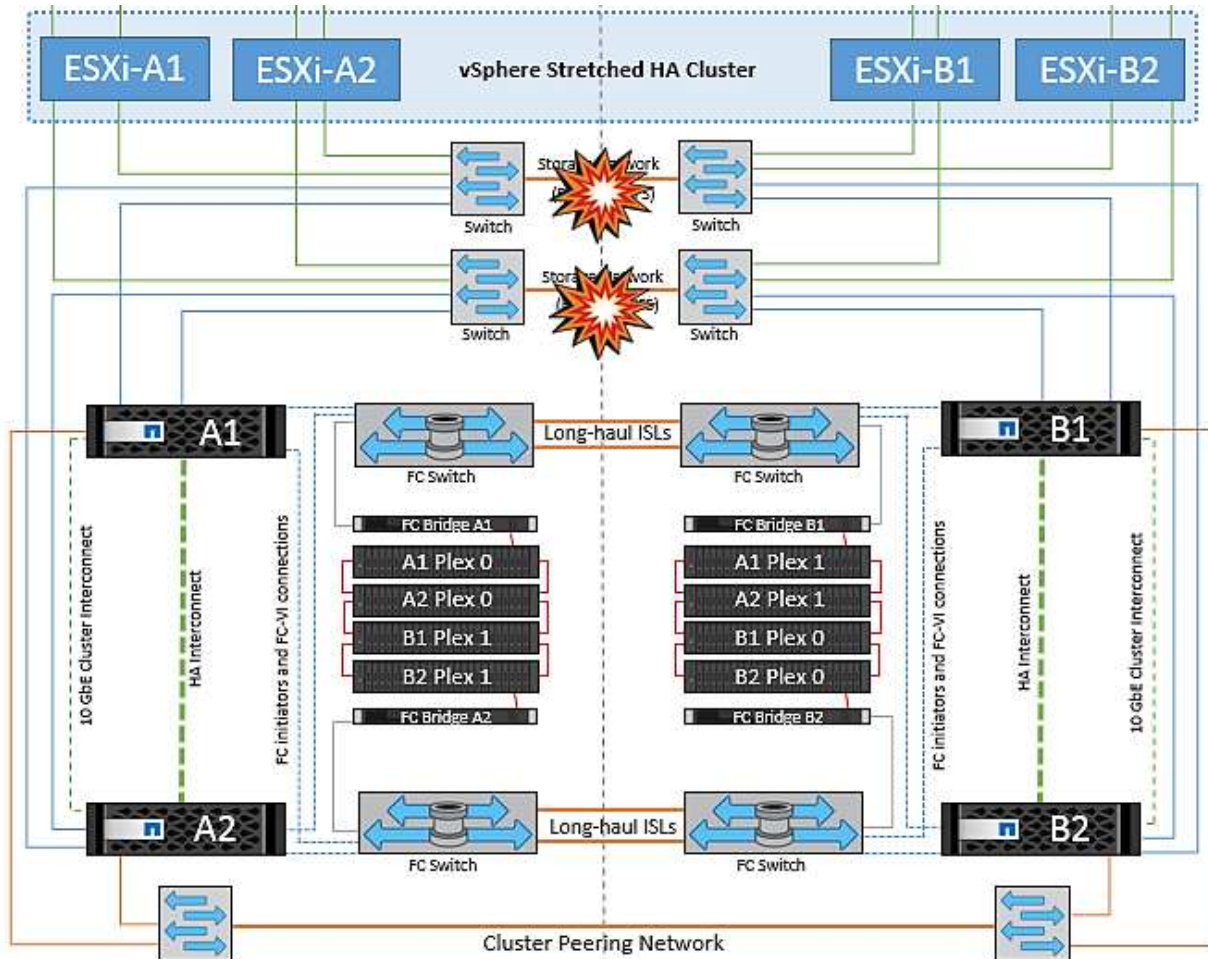 ESXi-A1
ESXi-A2
vSphere Stretched HA Cluster
ESXi-B1
ESXi-B2
Switch
Switch
Switch
Switch
A1
B1
Long-haul ISLs
FC Switch
FC Switch
FC Bridge A1
FC Bridge B1
A1 Plex 0
A1 Plex 1
A2 Plex 0
A2 Plex 1
B1 Plex 1
B1 Plex 0
B2 Plex 1
B2 Plex 0
FC Bridge A2
FC Bridge B2
10 GbE Cluster Interconnect
HA Interconnect
FC initiators and FC-VI connections
FC initiators and FC-VI connections
HA Interconnect
10 GbE Cluster Interconnect
A2
B2
Long-haul ISLs
FC Switch
FC Switch
Cluster Peering Network